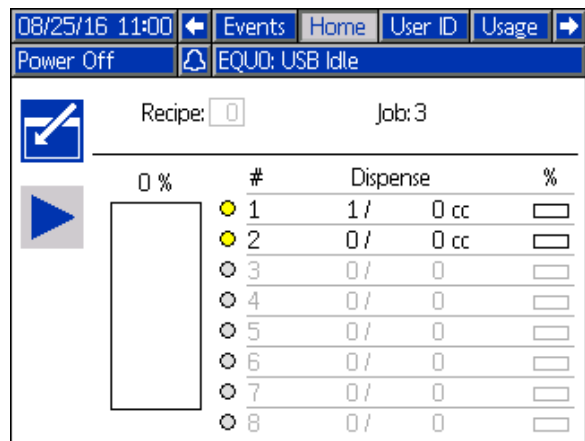 08/25/16 11:00 Events Home User ID Usage
Power Off EQU0: USB Idle
Recipe: 0 Job: 3
0 % # Dispense %
1 1 / 0 cc
2 0 / 0 cc
3 0 / 0
4 0 / 0
5 0 / 0
6 0 / 0
7 0 / 0
8 0 / 0